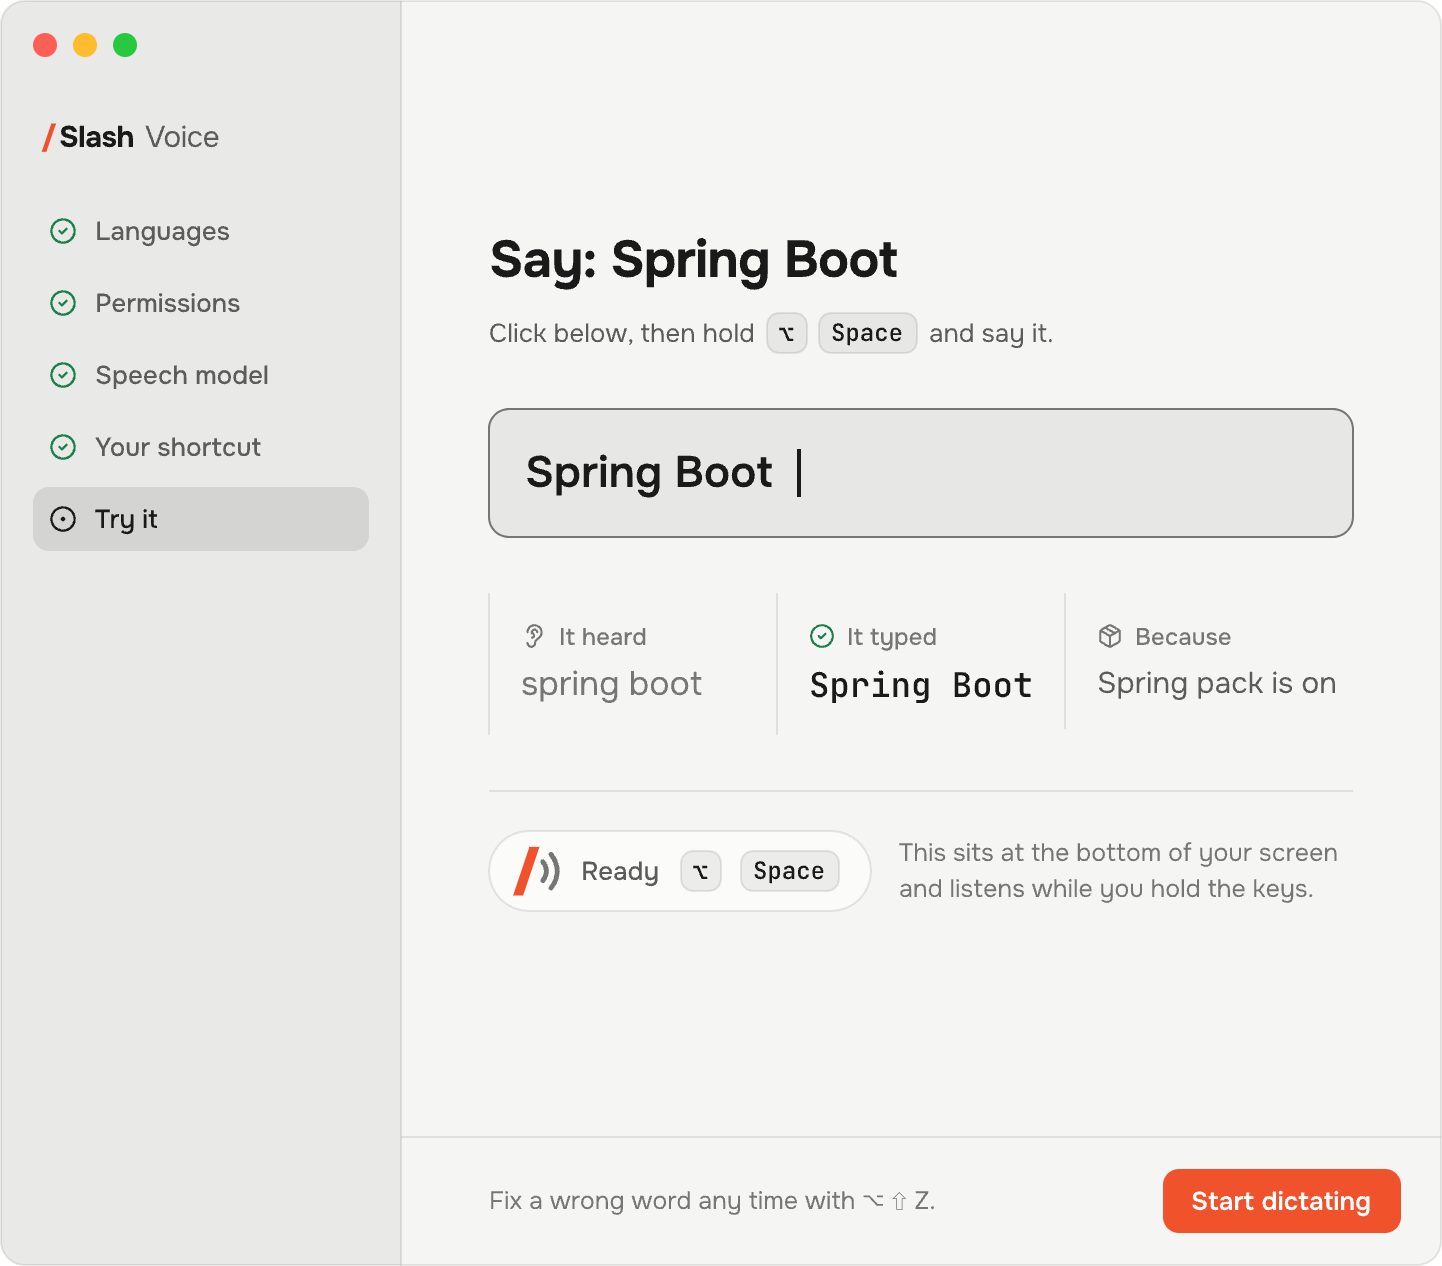 /Slash Voice
Languages
Permissions
Speech model
Your shortcut
Try it
Say: Spring Boot
Click below, then hold ⌥ Space and say it.
Spring Boot
It heard
spring boot
It typed
Spring Boot
Because
Spring pack is on
Ready ⌥ Space
This sits at the bottom of your screen
and listens while you hold the keys.
Fix a wrong word any time with ⌥ ⇧ Z.
Start dictating